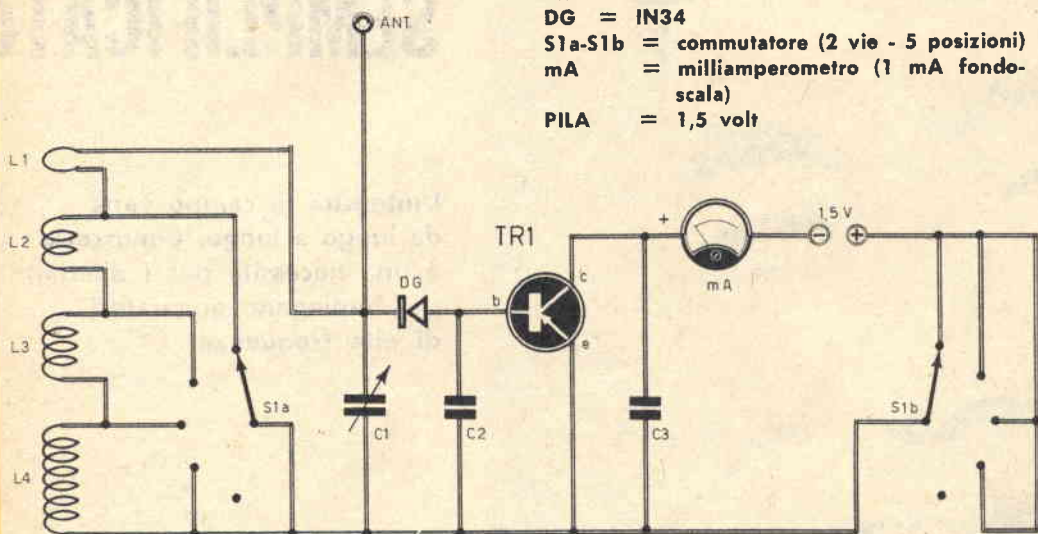 ANT.
DG = IN34
S1a-S1b = commutatore (2 vie - 5 posizioni)
mA = milliamperometro (1 mA fondo-
scala)
PILA = 1,5 volt
L1
L2
TR1
+
1,5 V
- +
DG
b
c
e
mA
L3
S1a
C1
C2
C3
S1b
L4